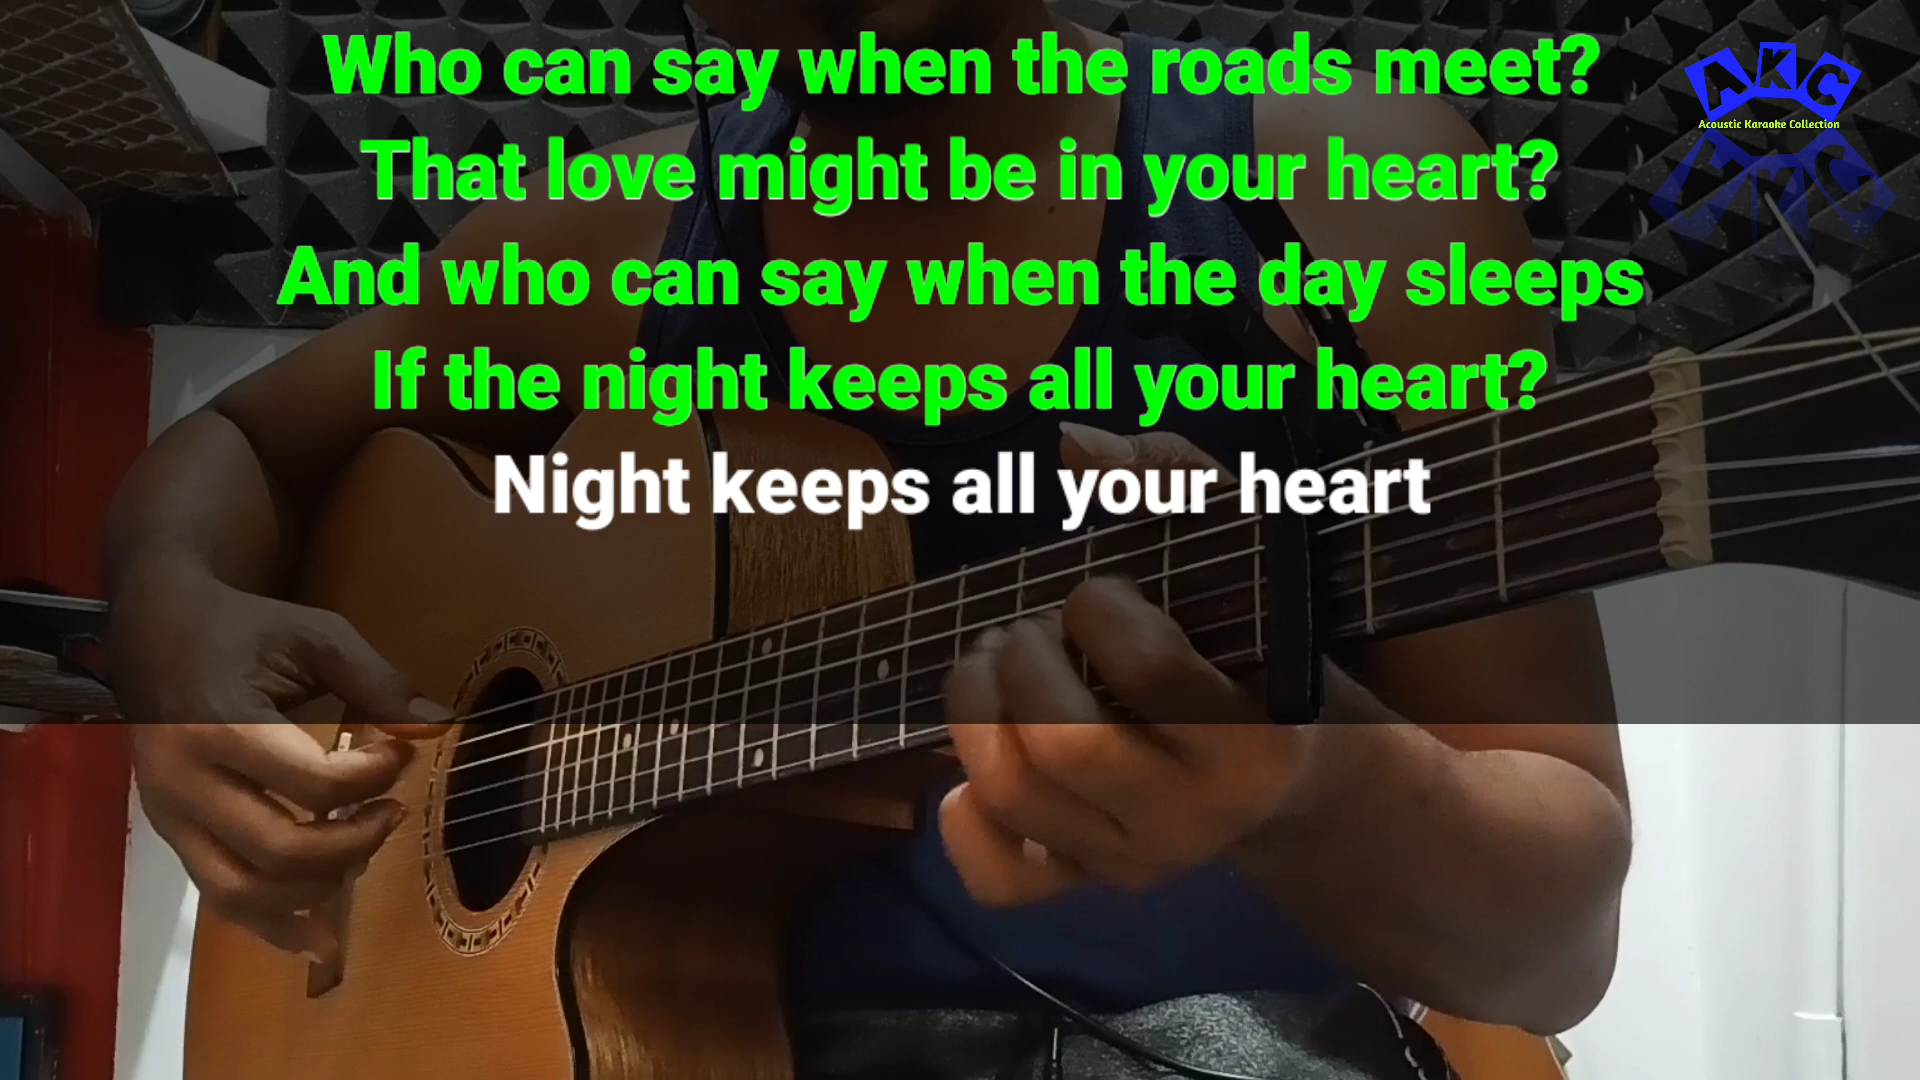 Who can say when the roads meet?
That love might be in your heart?
And who can say when the day sleeps
If the night keeps all your heart?
Night keeps all your heart
AKC
Acoustic Karaoke Collection